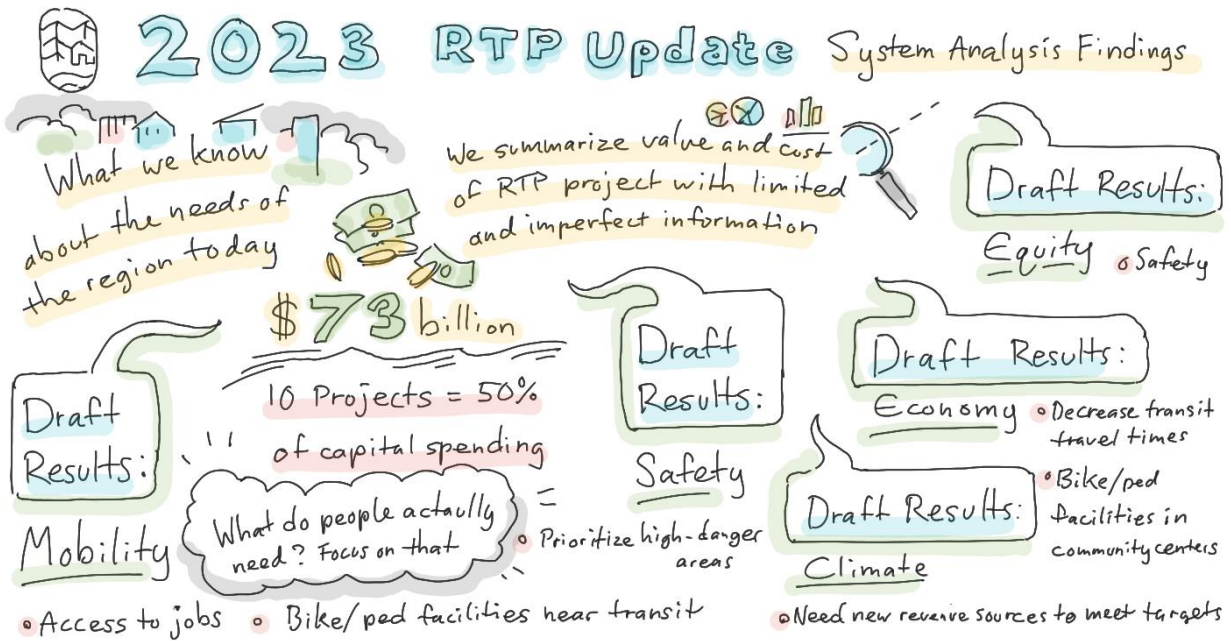 2023 RTP Update System Analysis Findings
What we know
about the needs of
the region today
We summarize value and cost
of RTP project with limited
and imperfect information
$73 billion
10 Projects = 50%
of capital spending
What do people actaully
need? Focus on that
Draft
Results:
Mobility
Access to jobs
Bike/ped facilities near transit
Draft
Results:
Safety
Prioritize high-danger
areas
Draft Results:
Equity
Safety
Draft Results:
Economy
Decrease transit
travel times
Bike/ped
facilities in
community centers
Draft Results:
Climate
Need new revenue sources to meet targets